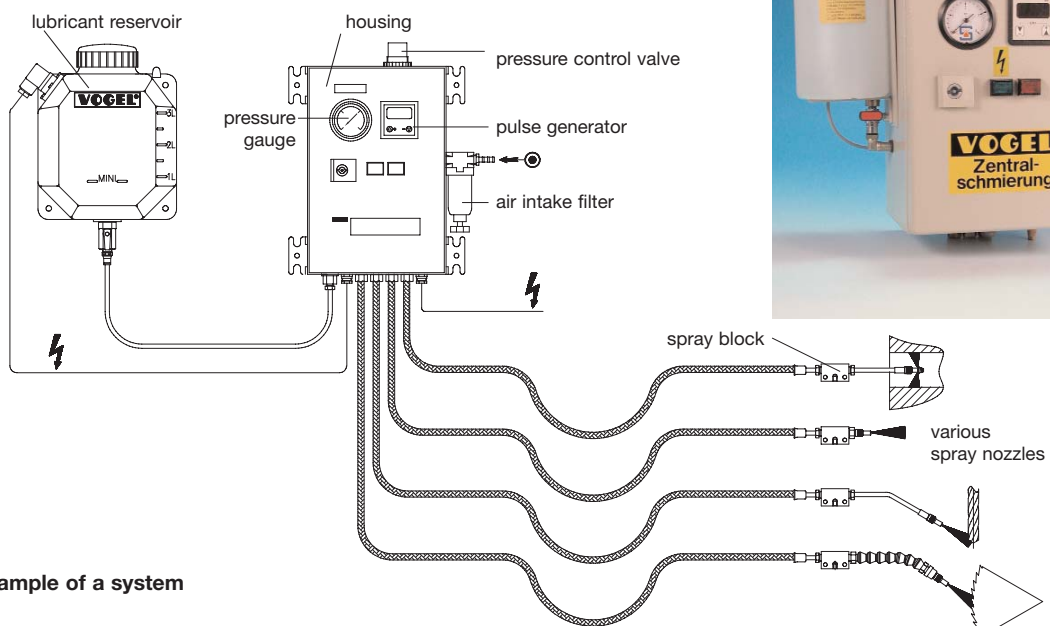 lubricant reservoir
housing
pressure control valve
VOGEL®
3L
pressure
gauge
pulse generator
2L
MINI
1L
air intake filter
VOGEL
Zentral-
schmierung
spray block
various
spray nozzles
ample of a system